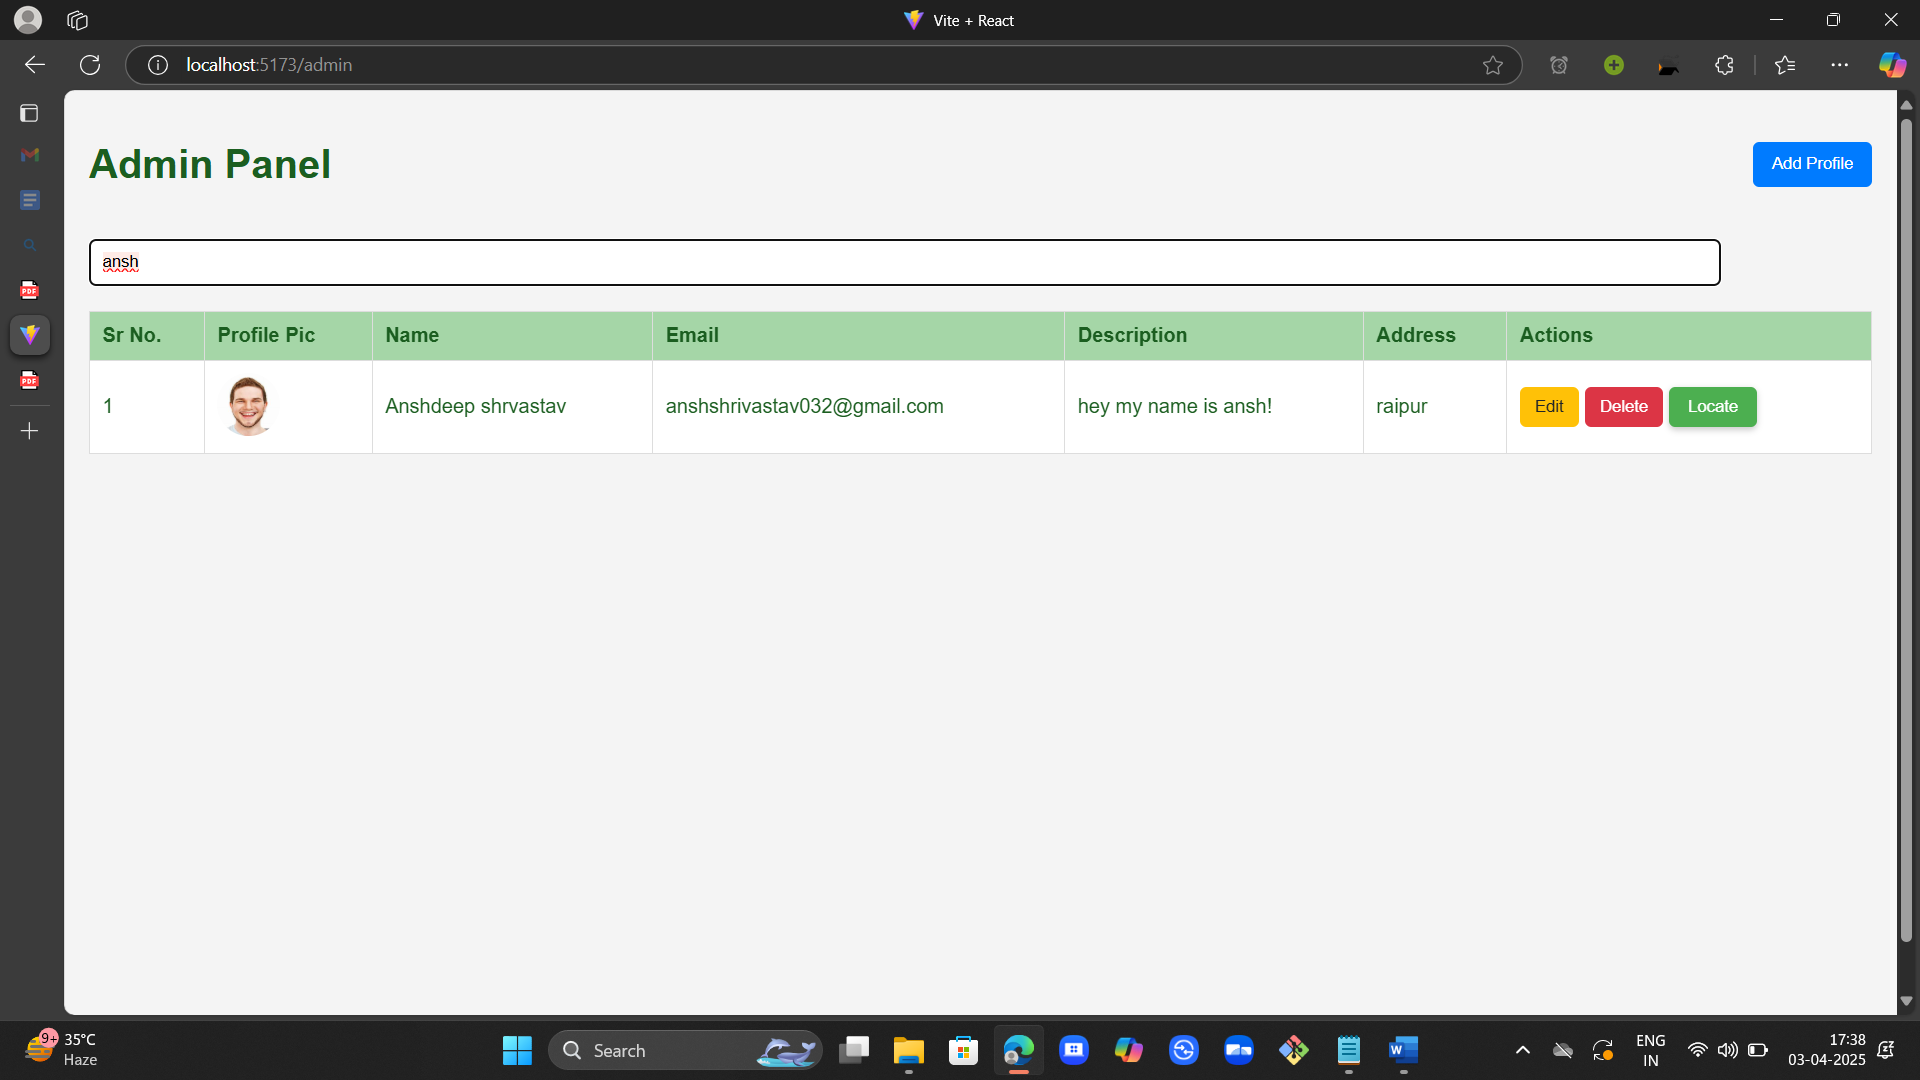 Vite + React
localhost:5173/admin
Admin Panel
Add Profile
ansh
Sr No. Profile Pic Name Email Description Address Actions
1 Anshdeep shrvastav anshshrivastav032@gmail.com hey my name is ansh! raipur Edit Delete Locate
PDF
PDF
9+ 35°C
Haze
Search
W
ENG
IN
17:38
03-04-2025